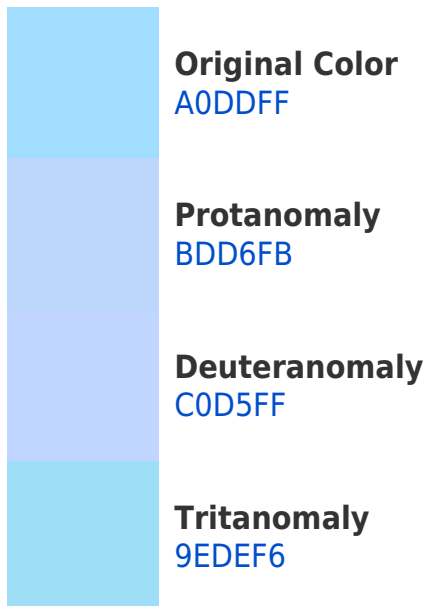 Original Color
A0DDFF
Protanomaly
BDD6FB
Deuteranomaly
C0D5FF
Tritanomaly
9EDEF6